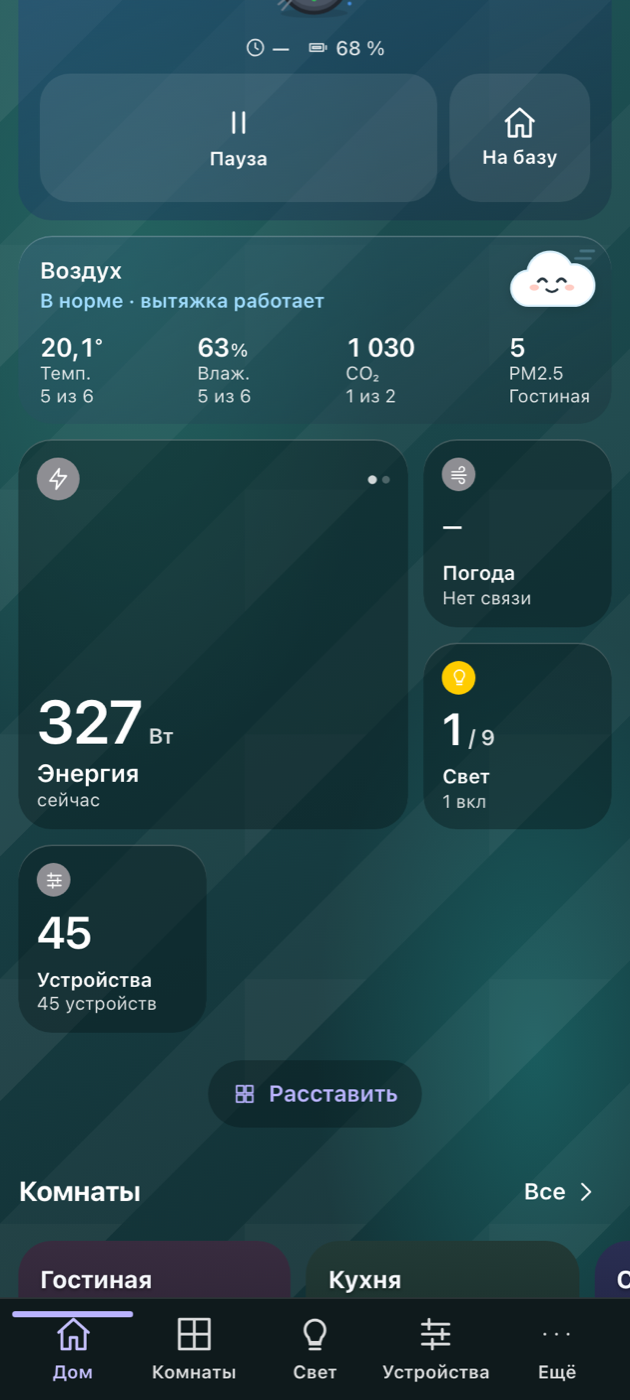 — 68 %
Пауза
На базу
Воздух
В норме · вытяжка работает
20,1° 63% 1 030 5
Темп. Влаж. CO₂ PM2.5
5 из 6 5 из 6 1 из 2 Гостиная
—
Погода
Нет связи
327 Вт
Энергия
сейчас
1 / 9
Свет
1 вкл
45
Устройства
45 устройств
Расставить
Комнаты Все
Гостиная Кухня
Дом Комнаты Свет Устройства Ещё